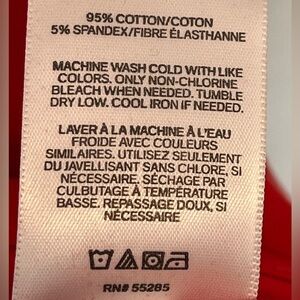 95% COTTON/COTON
5% SPANDEX/FIBRE ÉLASTHANNE
MACHINE WASH COLD WITH LIKE
COLORS. ONLY NON-CHLORINE
BLEACH WHEN NEEDED. TUMBLE
DRY LOW. COOL IRON IF NEEDED.
LAVER À LA MACHINE À L'EAU
FROIDE AVEC COULEURS
SIMILAIRES. UTILISEZ SEULEMENT
DU JAVELLISANT SANS CHLORE, SI
NÉCESSAIRE. SÉCHAGE PAR
CULBUTAGE À TEMPÉRATURE
BASSE. REPASSAGE DOUX, SI
NÉCESSAIRE
RN# 55285